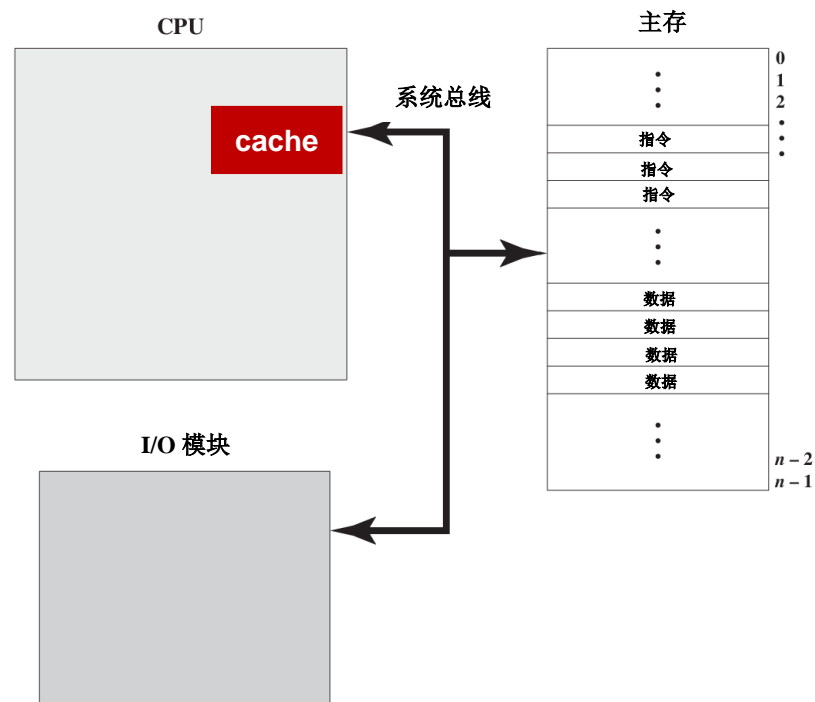 CPU
主存
系统总线
cache
0
1
2
指令
指令
指令
数据
数据
数据
数据
I/O 模块
n – 2
n – 1